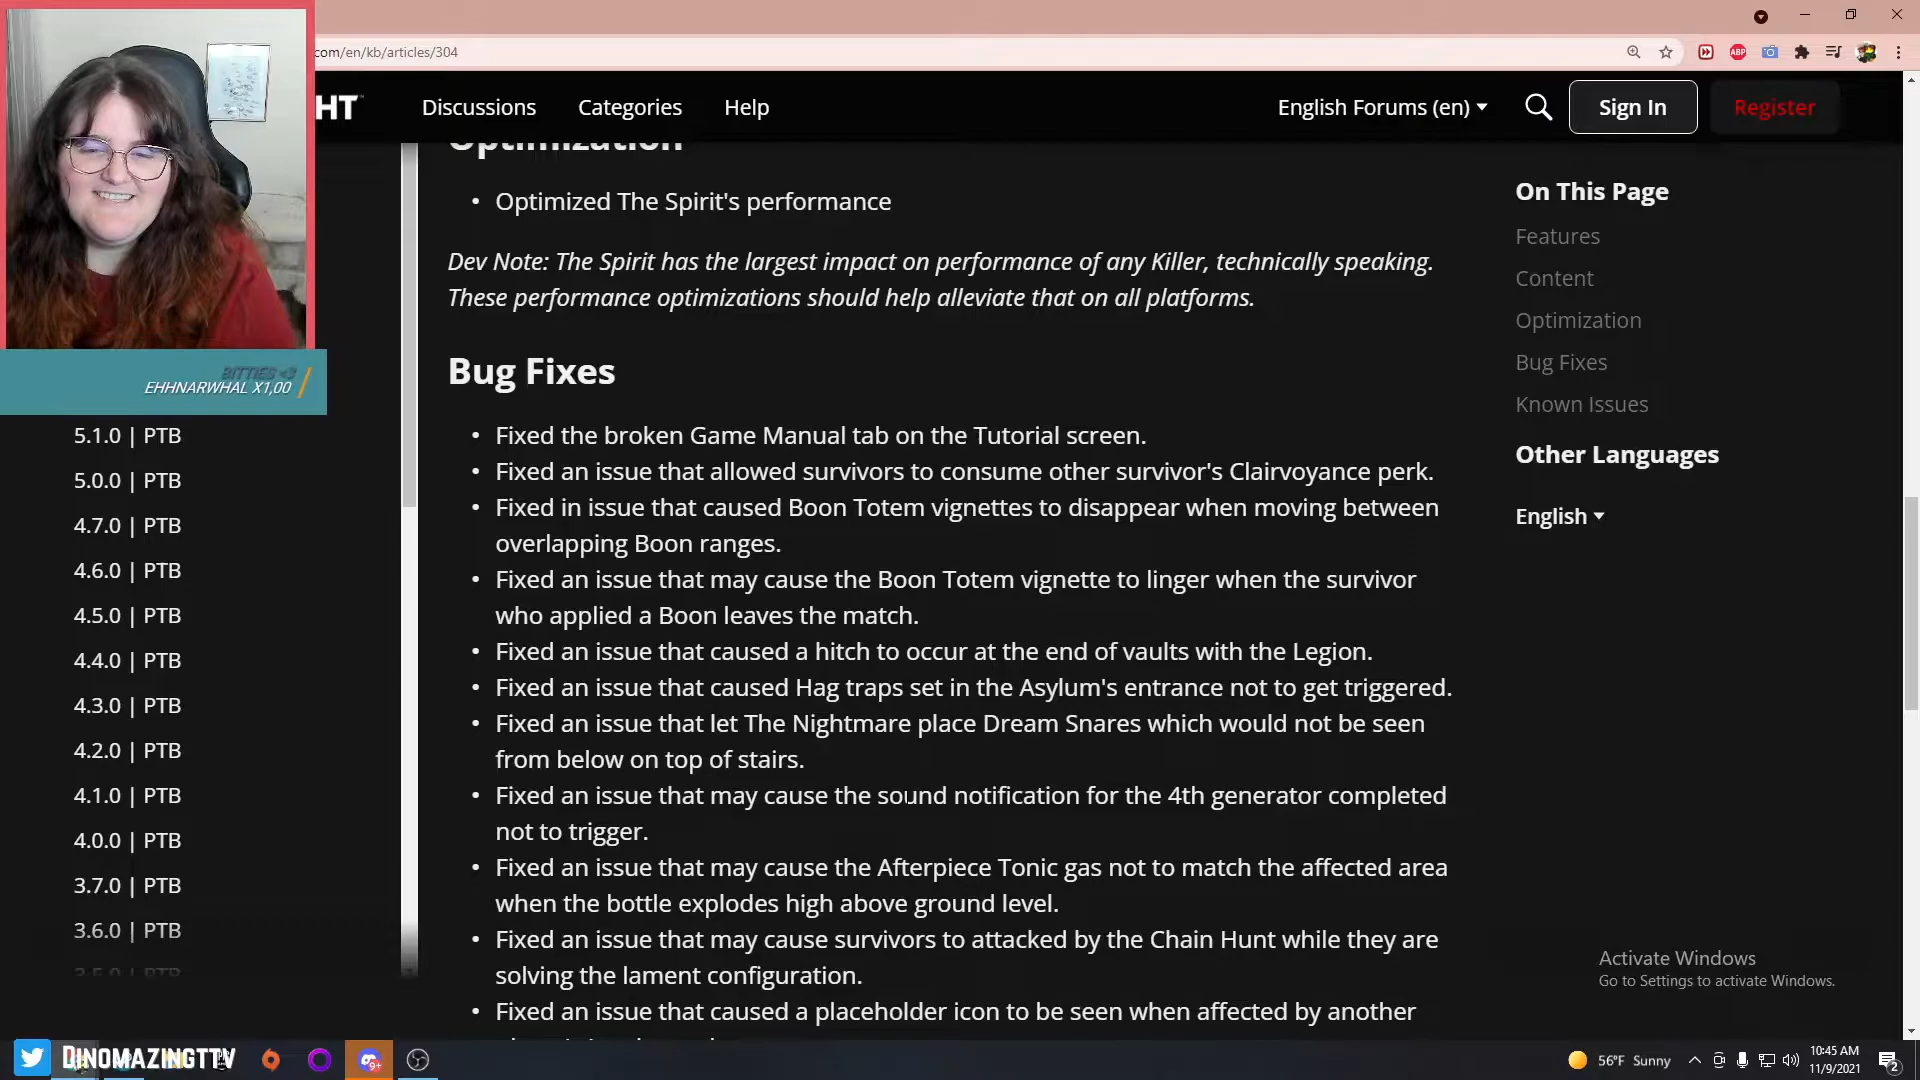 com/en/kb/articles/304
HT™
Discussions
Categories
Help
English Forums (en)
Sign In
Register
Optimization
• Optimized The Spirit's performance
Dev Note: The Spirit has the largest impact on performance of any Killer, technically speaking.
These performance optimizations should help alleviate that on all platforms.
Bug Fixes
• Fixed the broken Game Manual tab on the Tutorial screen.
• Fixed an issue that allowed survivors to consume other survivor's Clairvoyance perk.
• Fixed in issue that caused Boon Totem vignettes to disappear when moving between
overlapping Boon ranges.
• Fixed an issue that may cause the Boon Totem vignette to linger when the survivor
who applied a Boon leaves the match.
• Fixed an issue that caused a hitch to occur at the end of vaults with the Legion.
• Fixed an issue that caused Hag traps set in the Asylum's entrance not to get triggered.
• Fixed an issue that let The Nightmare place Dream Snares which would not be seen
from below on top of stairs.
• Fixed an issue that may cause the sound notification for the 4th generator completed
not to trigger.
• Fixed an issue that may cause the Afterpiece Tonic gas not to match the affected area
when the bottle explodes high above ground level.
• Fixed an issue that may cause survivors to attacked by the Chain Hunt while they are
solving the lament configuration.
• Fixed an issue that caused a placeholder icon to be seen when affected by another
On This Page
Features
Content
Optimization
Bug Fixes
Known Issues
Other Languages
English
BITTIES <3
EHHNARWHAL X1,00
5.1.0 | PTB
5.0.0 | PTB
4.7.0 | PTB
4.6.0 | PTB
4.5.0 | PTB
4.4.0 | PTB
4.3.0 | PTB
4.2.0 | PTB
4.1.0 | PTB
4.0.0 | PTB
3.7.0 | PTB
3.6.0 | PTB
3.5.0 | PTB
Activate Windows
Go to Settings to activate Windows.
DINOMAZINGTTV
9+
56°F Sunny
10:45 AM
11/9/2021
2
ABP